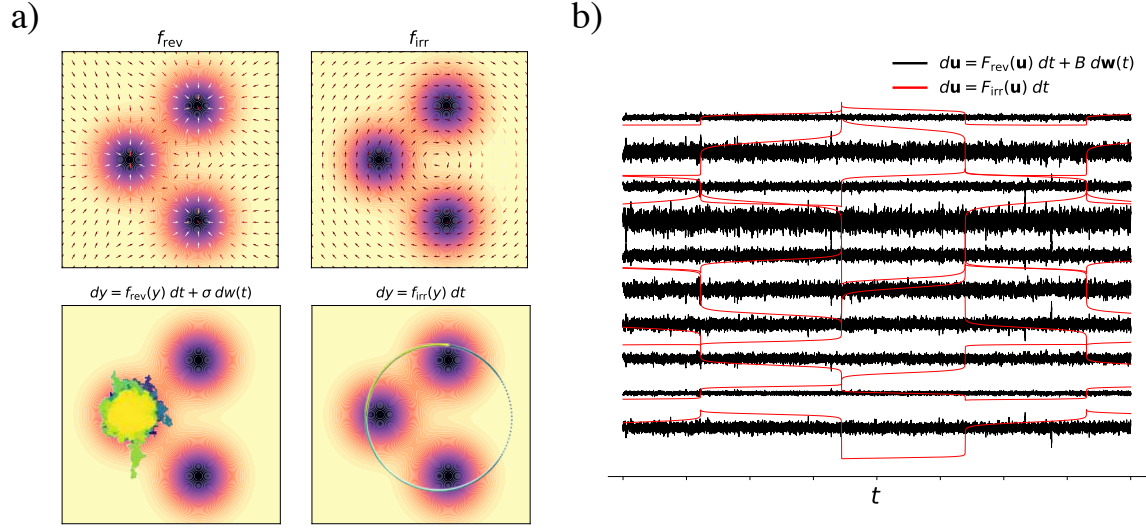 a)
f_rev
f_irr
dy = f_rev(y) dt + σ dw(t)
dy = f_irr(y) dt
b)
du = F_rev(u) dt + B dw(t)
du = F_irr(u) dt
t